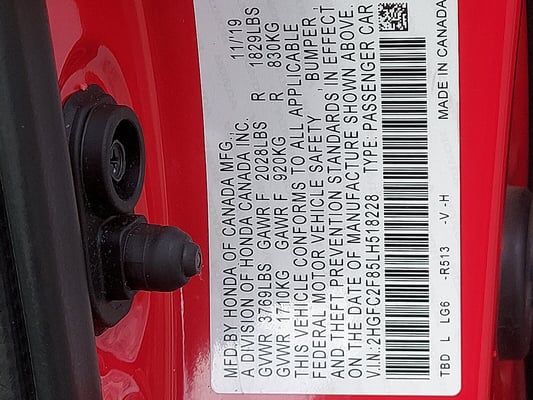 MFD.BY HONDA OF CANADA MFG., 11/19
A DIVISION OF HONDA CANADA INC.
GVWR 3769LBS GAWR F 2028LBS R 1829LBS
GVWR 1710KG GAWR F 920KG R 830KG
THIS VEHICLE CONFORMS TO ALL APPLICABLE
FEDERAL MOTOR VEHICLE SAFETY, BUMPER,
AND THEFT PREVENTION STANDARDS IN EFFECT
ON THE DATE OF MANUFACTURE SHOWN ABOVE.
V.I.N.: 2HGFC2F85LH518228 TYPE: PASSENGER CAR
TBD L LG6 -R513 -V -H MADE IN CANADA